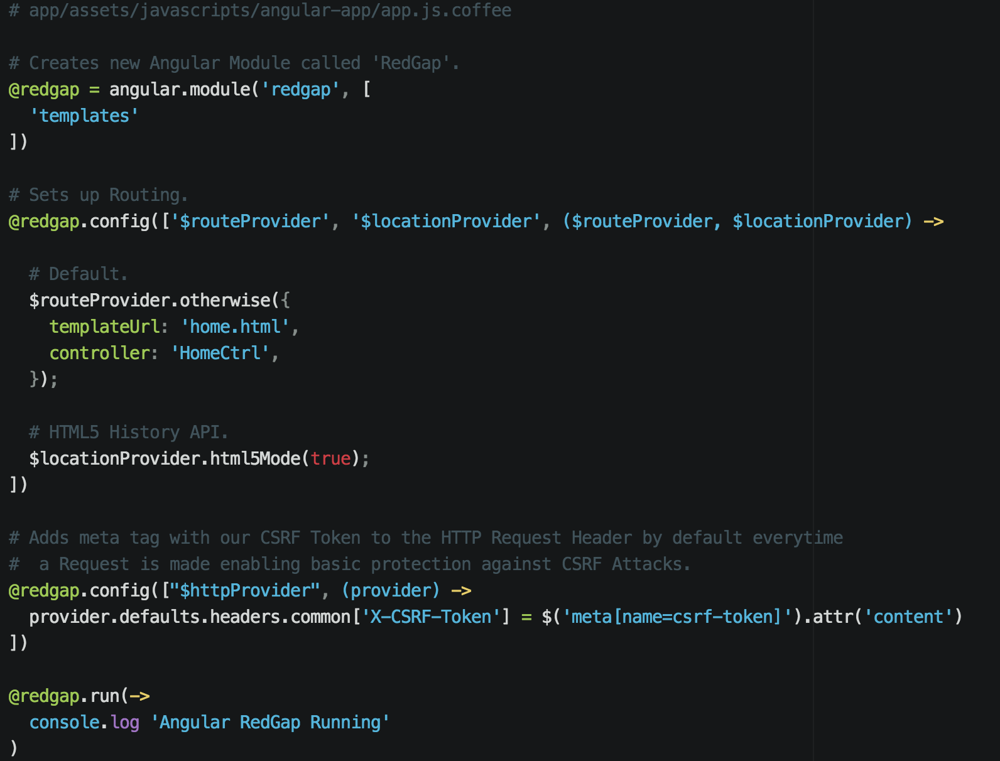 # app/assets/javascripts/angular-app/app.js.coffee

# Creates new Angular Module called 'RedGap'.
@redgap = angular.module('redgap', [
  'templates'
])

# Sets up Routing.
@redgap.config(['$routeProvider', '$locationProvider', ($routeProvider, $locationProvider) ->

  # Default.
  $routeProvider.otherwise({
    templateUrl: 'home.html',
    controller: 'HomeCtrl',
  });

  # HTML5 History API.
  $locationProvider.html5Mode(true);
])

# Adds meta tag with our CSRF Token to the HTTP Request Header by default everytime
#  a Request is made enabling basic protection against CSRF Attacks.
@redgap.config(["$httpProvider", (provider) ->
  provider.defaults.headers.common['X-CSRF-Token'] = $('meta[name=csrf-token]').attr('content')
])

@redgap.run(->
  console.log 'Angular RedGap Running'
)